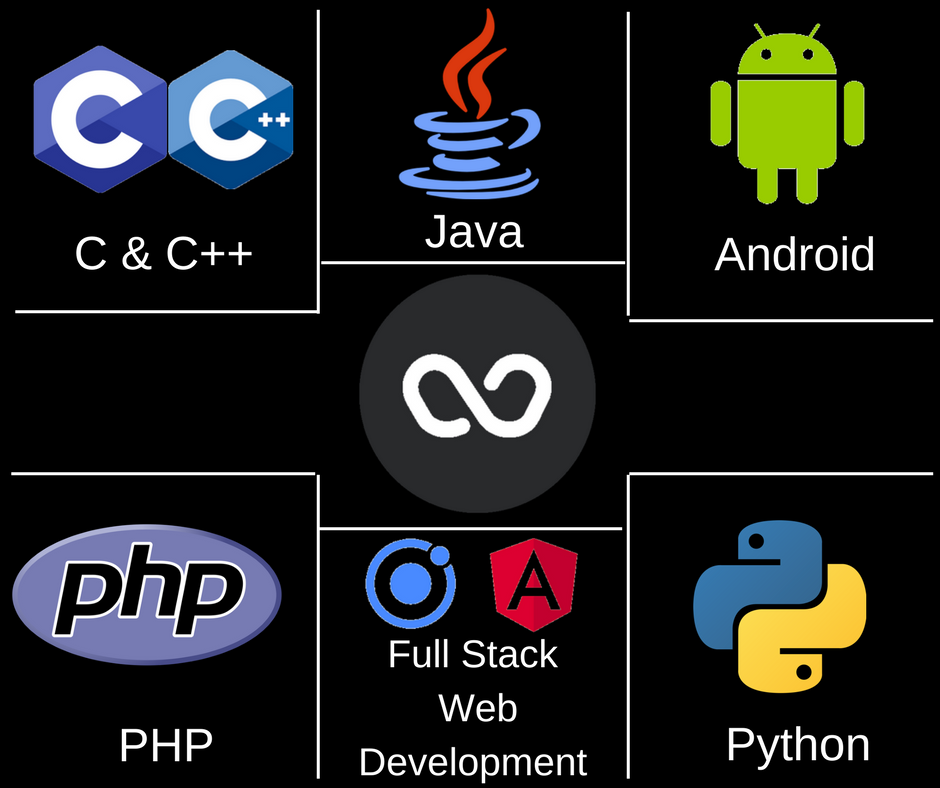 C C++
C & C++
Java
Android
php
PHP
A
Full Stack
Web
Development
Python